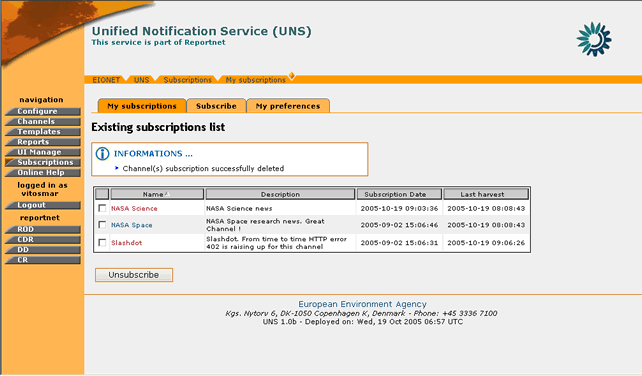 Unified Notification Service (UNS)
This service is part of Reportnet
EIONET UNS Subscriptions My subscriptions
navigation
Configure
Channels
Templates
Reports
UI Manage
Subscriptions
Online Help
logged in as
vitosmar
Logout
reportnet
ROD
CDR
DD
CR
My subscriptions Subscribe My preferences
Existing subscriptions list
INFORMATIONS ...
Channel(s) subscription successfully deleted
Name Description Subscription Date Last harvest
NASA Science NASA Science news 2005-10-19 09:03:36 2005-10-19 08:08:43
NASA Space NASA Space research news. Great Channel ! 2005-09-02 15:06:46 2005-10-19 08:08:43
Slashdot Slashdot. From time to time HTTP error 402 is raising up for this channel 2005-09-02 15:06:31 2005-10-19 09:06:26
Unsubscribe
European Environment Agency
Kgs. Nytorv 6, DK-1050 Copenhagen K, Danmark - Phone: +45 3336 7100
UNS 1.0b - Deployed on: Wed, 19 Oct 2005 06:57 UTC